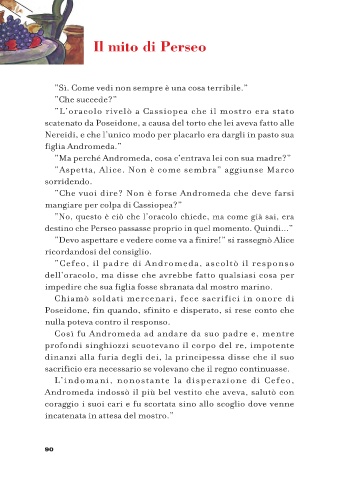 Il mito di Perseo
"Sì. Come vedi non sempre è una cosa terribile."
"Che succede?"
"L'oracolo rivelò a Cassiopea che il mostro era stato
scatenato da Poseidone, a causa del torto che lei aveva fatto alle
Nereidi, e che l'unico modo per placarlo era dargli in pasto sua
figlia Andromeda."
"Ma perché Andromeda, cosa c'entrava lei con sua madre?"
"Aspetta, Alice. Non è come sembra" aggiunse Marco
sorridendo.
"Che vuoi dire? Non è forse Andromeda che deve farsi
mangiare per colpa di Cassiopea?"
"No, questo è ciò che l'oracolo chiede, ma come già sai, era
destino che Perseo passasse proprio in quel momento. Quindi..."
"Devo aspettare e vedere come va a finire!" si rassegnò Alice
ricordandosi del consiglio.
"Cefeo, il padre di Andromeda, ascoltò il responso
dell'oracolo, ma disse che avrebbe fatto qualsiasi cosa per
impedire che sua figlia fosse sbranata dal mostro marino.
Chiamò soldati mercenari, fece sacrifici in onore di
Poseidone, fin quando, sfinito e disperato, si rese conto che
nulla poteva contro il responso.
Così fu Andromeda ad andare da suo padre e, mentre
profondi singhiozzi scuotevano il corpo del re, impotente
dinanzi alla furia degli dei, la principessa disse che il suo
sacrificio era necessario se volevano che il regno continuasse.
L'indomani, nonostante la disperazione di Cefeo,
Andromeda indossò il più bel vestito che aveva, salutò con
coraggio i suoi cari e fu scortata sino allo scoglio dove venne
incatenata in attesa del mostro."
90